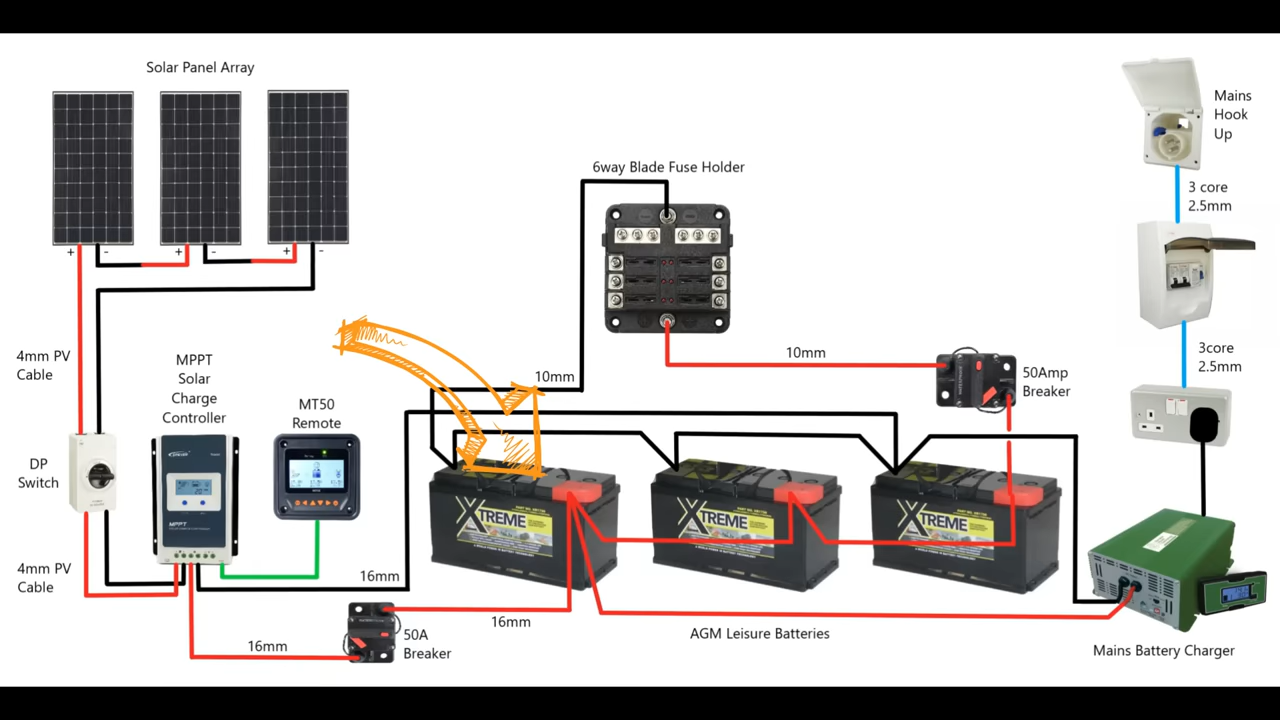 Solar Panel Array
+
-
+
-
+
-
Mains
Hook
Up
6way Blade Fuse Holder
3 core
2.5mm
4mm PV
Cable
MPPT
Solar
Charge
Controller
MT50
Remote
10mm
10mm
50Amp
Breaker
3core
2.5mm
DP
Switch
MPPT
XTREME
XTREME
XTREME
4mm PV
Cable
16mm
16mm
16mm
50A
Breaker
AGM Leisure Batteries
Mains Battery Charger